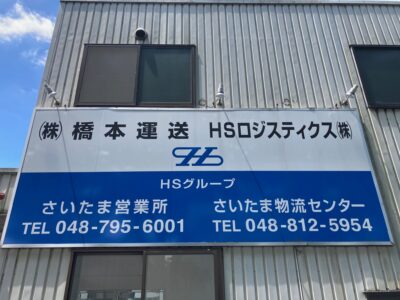 ㈱ 橋本運送 HSロジスティクス㈱
HS
HSグループ
さいたま営業所 さいたま物流センター
TEL 048-795-6001 TEL 048-812-5954